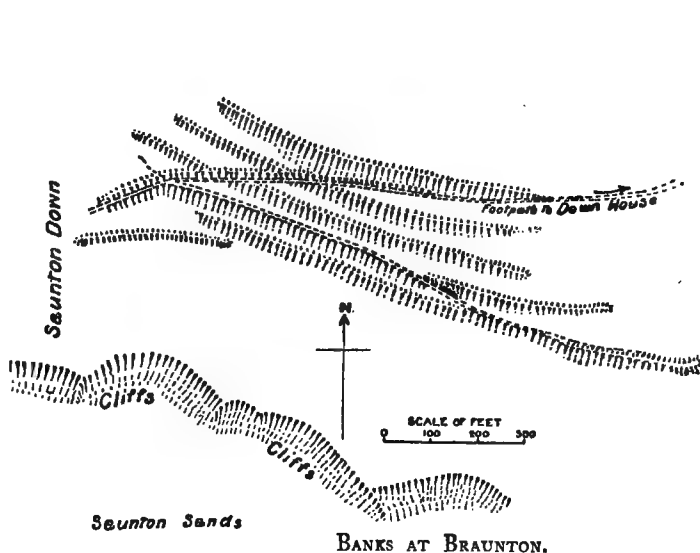 Footpath to Down House
Saunton Down
N.
Cliffs
SCALE OF FEET
0 100 200 300
Cliffs
Saunton Sands
BANKS AT BRAUNTON.